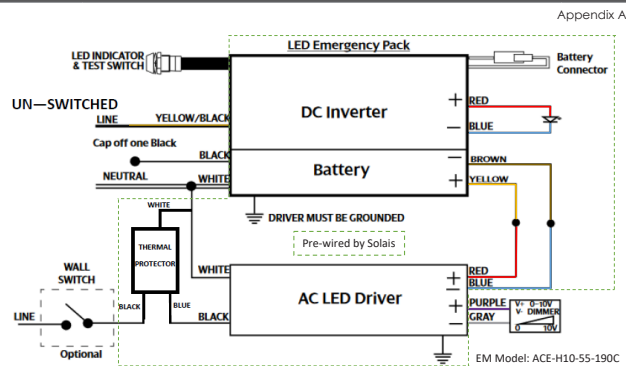 Appendix A
LED Emergency Pack
LED INDICATOR
& TEST SWITCH
Battery
Connector
UN—SWITCHED
LINE
YELLOW/BLACK
DC Inverter
+
RED
−
BLUE
Cap off one Black
BLACK
Battery
−
BROWN
NEUTRAL
WHITE
+
YELLOW
WHITE
DRIVER MUST BE GROUNDED
THERMAL
PROTECTOR
Pre-wired by Solais
WALL
SWITCH
WHITE
+
RED
−
BLUE
AC LED Driver
LINE
BLACK
BLUE
BLACK
+
PURPLE
−
GRAY
V+ 0-10V
V- DIMMER
0 10V
Optional
EM Model: ACE-H10-55-190C